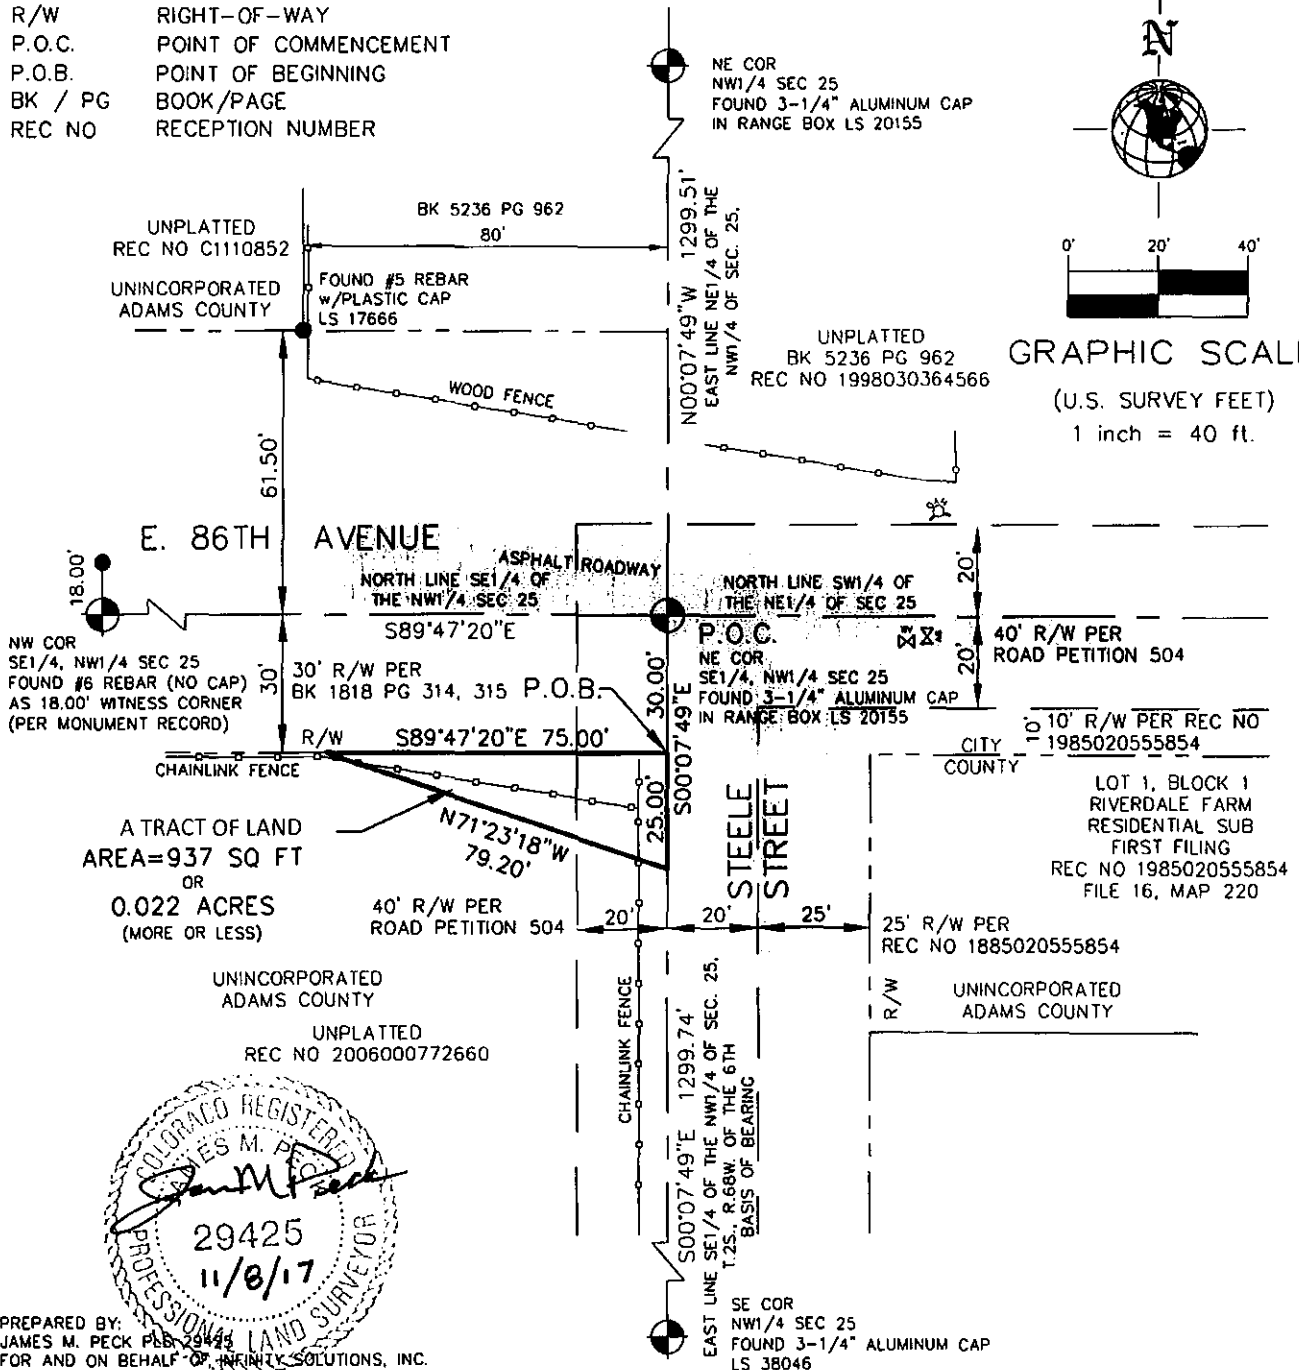 R/W RIGHT-OF-WAY
P.O.C. POINT OF COMMENCEMENT
P.O.B. POINT OF BEGINNING
BK / PG BOOK/PAGE
REC NO RECEPTION NUMBER
NE COR
NW1/4 SEC 25
FOUND 3-1/4" ALUMINUM CAP
IN RANGE BOX LS 20155
N
0' 20' 40'
GRAPHIC SCAL
(U.S. SURVEY FEET)
1 inch = 40 ft.
UNPLATTED
REC NO C1110852
UNINCORPORATED
ADAMS COUNTY
BK 5236 PG 962
80'
FOUND #5 REBAR
w/PLASTIC CAP
LS 17666
N00°07'49"W 1299.51'
EAST LINE NE1/4 OF THE
NW1/4 OF SEC. 25,
UNPLATTED
BK 5236 PG 962
REC NO 1998030364566
WOOD FENCE
61.50'
E. 86TH AVENUE
ASPHALT ROADWAY
18.00'
NORTH LINE SE1/4 OF
THE NW1/4 SEC 25
S89°47'20"E
NORTH LINE SW1/4 OF
THE NE1/4 OF SEC 25
20'
20'
40' R/W PER
ROAD PETITION 504
NW COR
SE1/4, NW1/4 SEC 25
FOUND #6 REBAR (NO CAP)
AS 18.00' WITNESS CORNER
(PER MONUMENT RECORD)
30'
30' R/W PER
BK 1818 PG 314, 315
P.O.B.
P.O.C.
NE COR
SE1/4, NW1/4 SEC 25
FOUND 3-1/4" ALUMINUM CAP
IN RANGE BOX LS 20155
30.00'
S00°07'49"E
25.00'
R/W
S89°47'20"E 75.00'
CHAINLINK FENCE
N71°23'18"W
79.20'
A TRACT OF LAND
AREA=937 SQ FT
OR
0.022 ACRES
(MORE OR LESS)
10'
10' R/W PER REC NO
1985020555854
CITY
COUNTY
LOT 1, BLOCK 1
RIVERDALE FARM
RESIDENTIAL SUB
FIRST FILING
REC NO 1985020555854
FILE 16, MAP 220
STEELE
STREET
40' R/W PER
ROAD PETITION 504
20' 20' 25'
25' R/W PER
REC NO 1885020555854
R/W
UNINCORPORATED
ADAMS COUNTY
UNINCORPORATED
ADAMS COUNTY
UNPLATTED
REC NO 2006000772660
CHAINLINK FENCE
S00°07'49"E 1299.74'
EAST LINE SE1/4 OF THE NW1/4 OF SEC. 25,
T.2S., R.68W. OF THE 6TH
BASIS OF BEARING
COLORADO REGISTERED
JAMES M. PECK
29425
11/8/17
PROFESSIONAL LAND SURVEYOR
PREPARED BY:
JAMES M. PECK PLS 29425
FOR AND ON BEHALF OF INFINITY SOLUTIONS, INC.
SE COR
NW1/4 SEC 25
FOUND 3-1/4" ALUMINUM CAP
LS 38046